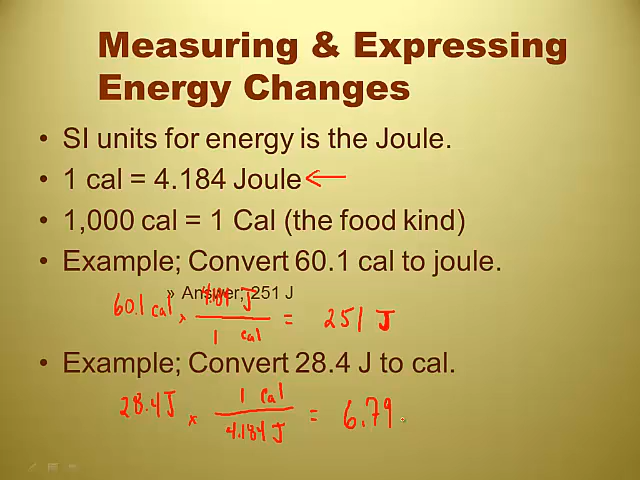 Measuring & Expressing
Energy Changes
• SI units for energy is the Joule.
• 1 cal = 4.184 Joule ←
• 1,000 cal = 1 Cal (the food kind)
• Example; Convert 60.1 cal to joule.
» Answer; 251 J
60.1 cal × 4.184 J / 1 cal = 251 J
• Example; Convert 28.4 J to cal.
28.4 J × 1 cal / 4.184 J = 6.79